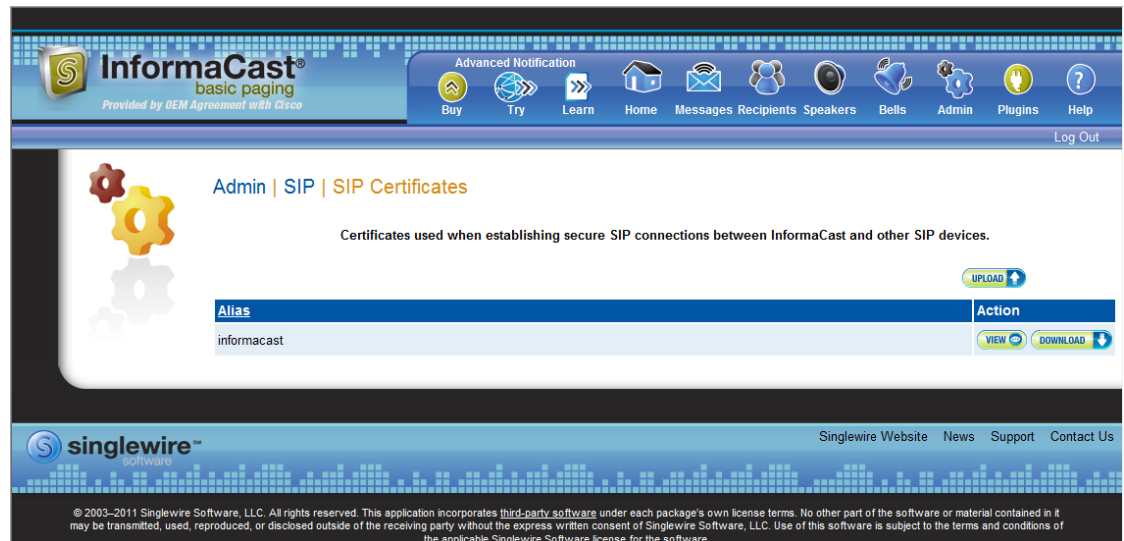 InformaCast®
basic paging
Provided by OEM Agreement with Cisco
Advanced Notification
Buy Try Learn Home Messages Recipients Speakers Bells Admin Plugins Help
Log Out
Admin | SIP | SIP Certificates
Certificates used when establishing secure SIP connections between InformaCast and other SIP devices.
UPLOAD
Alias Action
informacast VIEW DOWNLOAD
singlewire℠
software
Singlewire Website News Support Contact Us
© 2003–2011 Singlewire Software, LLC. All rights reserved. This application incorporates third-party software under each package's own license terms. No other part of the software or material contained in it
may be transmitted, used, reproduced, or disclosed outside of the receiving party without the express written consent of Singlewire Software, LLC. Use of this software is subject to the terms and conditions of
the applicable Singlewire Software license for the software.